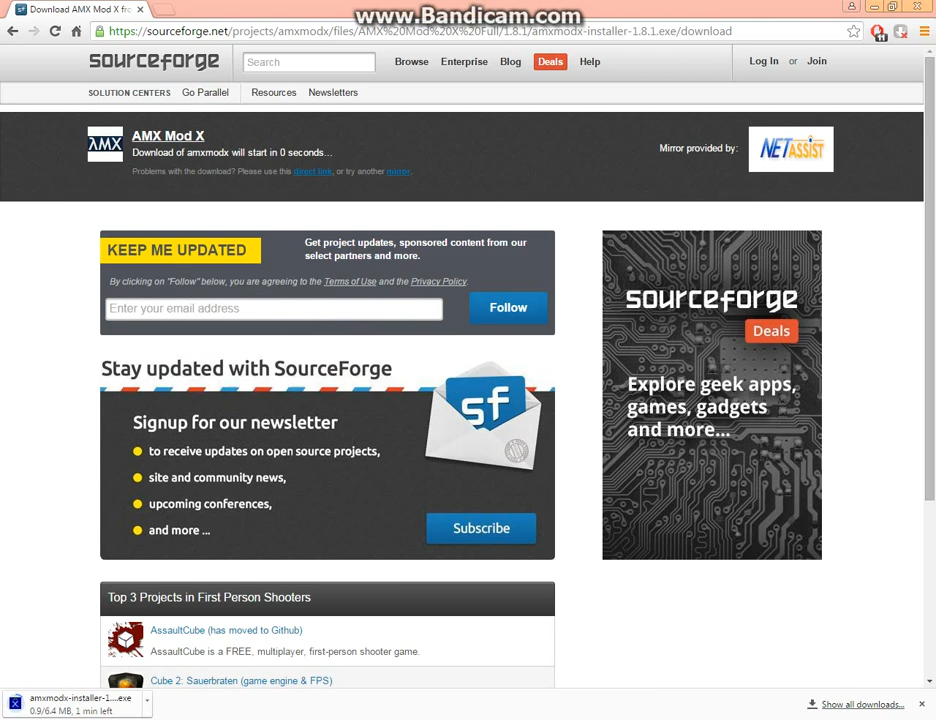 www.Bandicam.com
Download AMX Mod X fro
https://sourceforge.net/projects/amxmodx/files/AMX%20Mod%20X%20Full/1.8.1/amxmodx-installer-1.8.1.exe/download
sourceforge
Search
Browse Enterprise Blog Deals Help
Log In or Join
SOLUTION CENTERS Go Parallel Resources Newsletters
λMX
AMX Mod X
Download of amxmodx will start in 0 seconds...
Problems with the download? Please use this direct link, or try another mirror.
Mirror provided by:
NETASSIST
KEEP ME UPDATED
Get project updates, sponsored content from our
select partners and more.
By clicking on "Follow" below, you are agreeing to the Terms of Use and the Privacy Policy.
Enter your email address
Follow
Stay updated with SourceForge
sf
Signup for our newsletter
to receive updates on open source projects,
site and community news,
upcoming conferences,
and more ...
Subscribe
sourceforge
Deals
Explore geek apps,
games, gadgets
and more...
Top 3 Projects in First Person Shooters
AssaultCube (has moved to Github)
AssaultCube is a FREE, multiplayer, first-person shooter game.
Cube 2: Sauerbraten (game engine & FPS)
amxmodx-installer-1....exe
0.9/6.4 MB, 1 min left
Show all downloads...